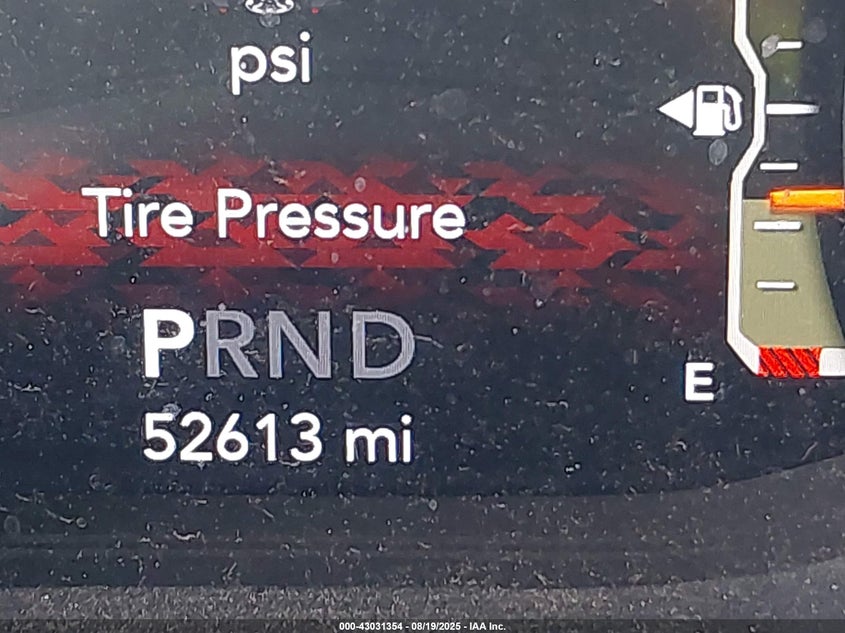 psi
Tire Pressure
PRND
E
52613 mi
000-43031354 - 08/19/2025 - IAA Inc.